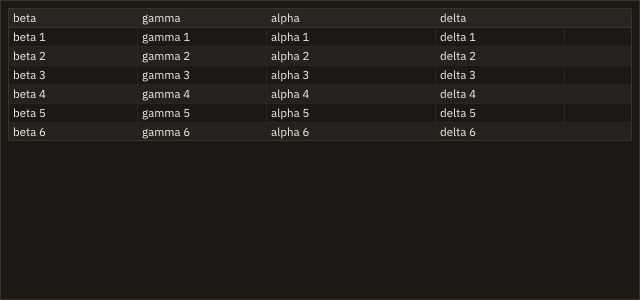 beta gamma alpha delta
beta 1 gamma 1 alpha 1 delta 1
beta 2 gamma 2 alpha 2 delta 2
beta 3 gamma 3 alpha 3 delta 3
beta 4 gamma 4 alpha 4 delta 4
beta 5 gamma 5 alpha 5 delta 5
beta 6 gamma 6 alpha 6 delta 6